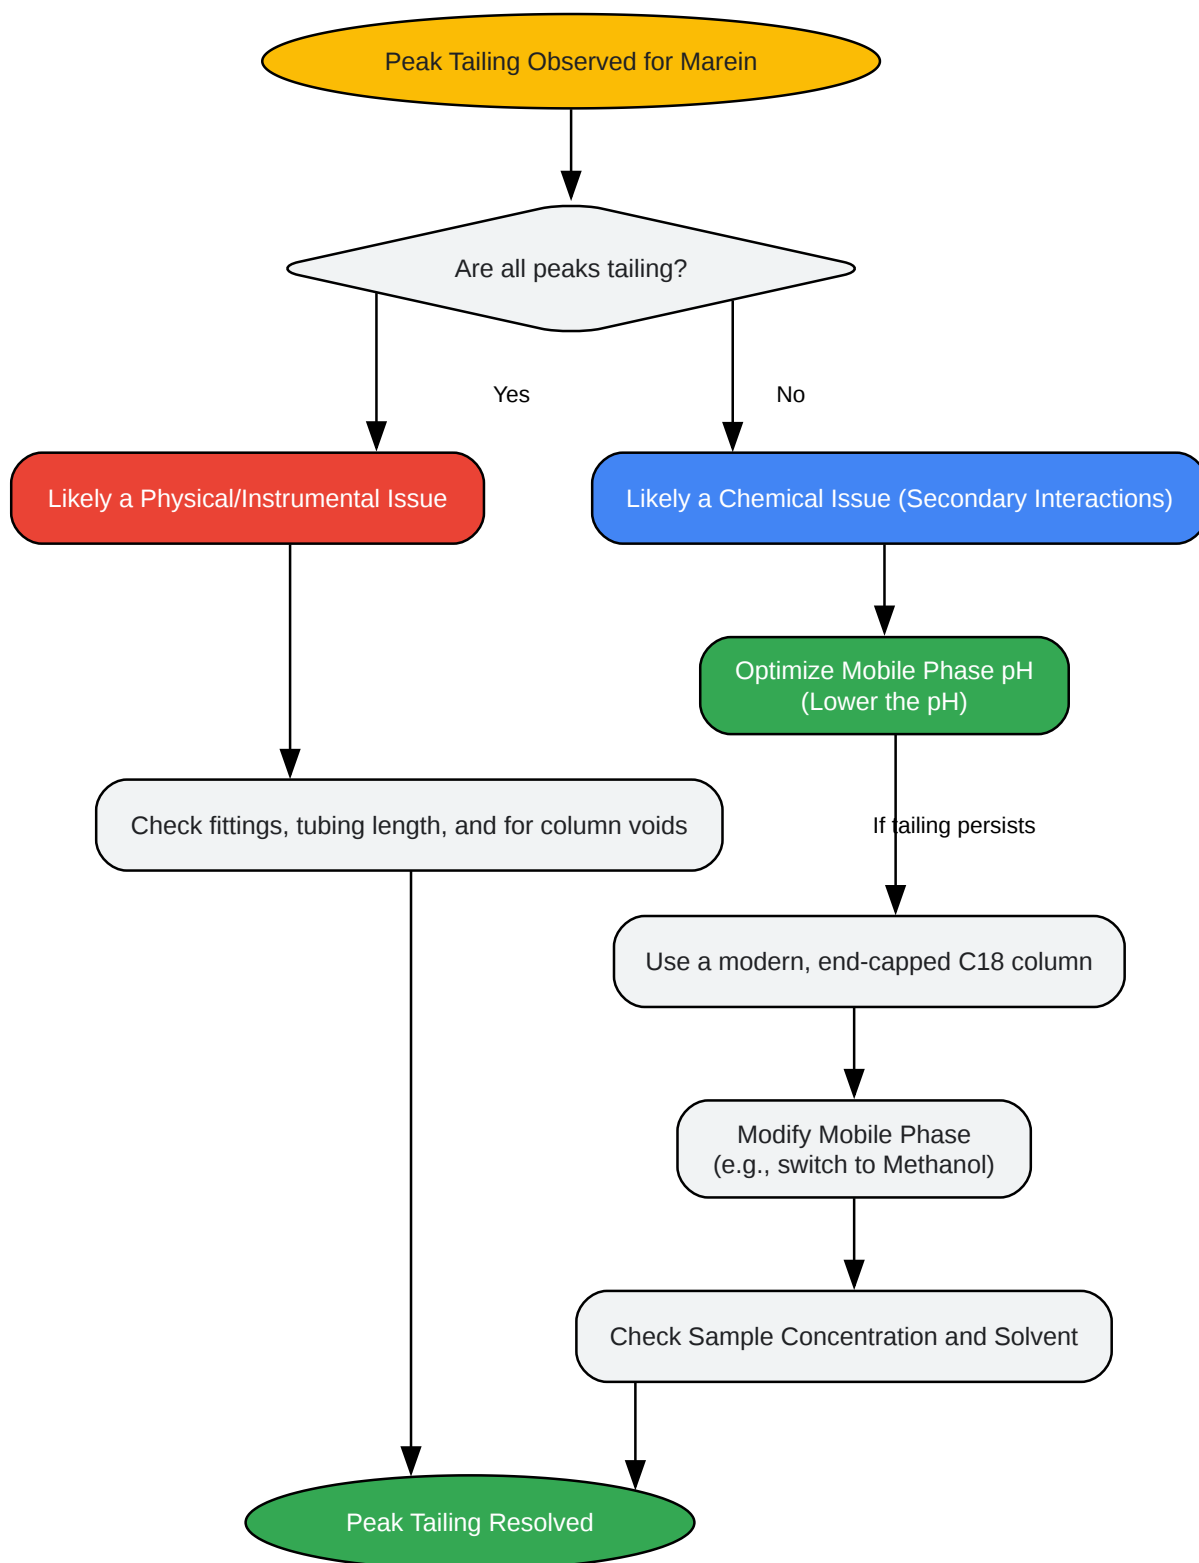 Peak Tailing Observed for Marein
Are all peaks tailing?
Yes
No
Likely a Physical/Instrumental Issue
Likely a Chemical Issue (Secondary Interactions)
Optimize Mobile Phase pH
(Lower the pH)
Check fittings, tubing length, and for column voids
If tailing persists
Use a modern, end-capped C18 column
Modify Mobile Phase
(e.g., switch to Methanol)
Check Sample Concentration and Solvent
Peak Tailing Resolved